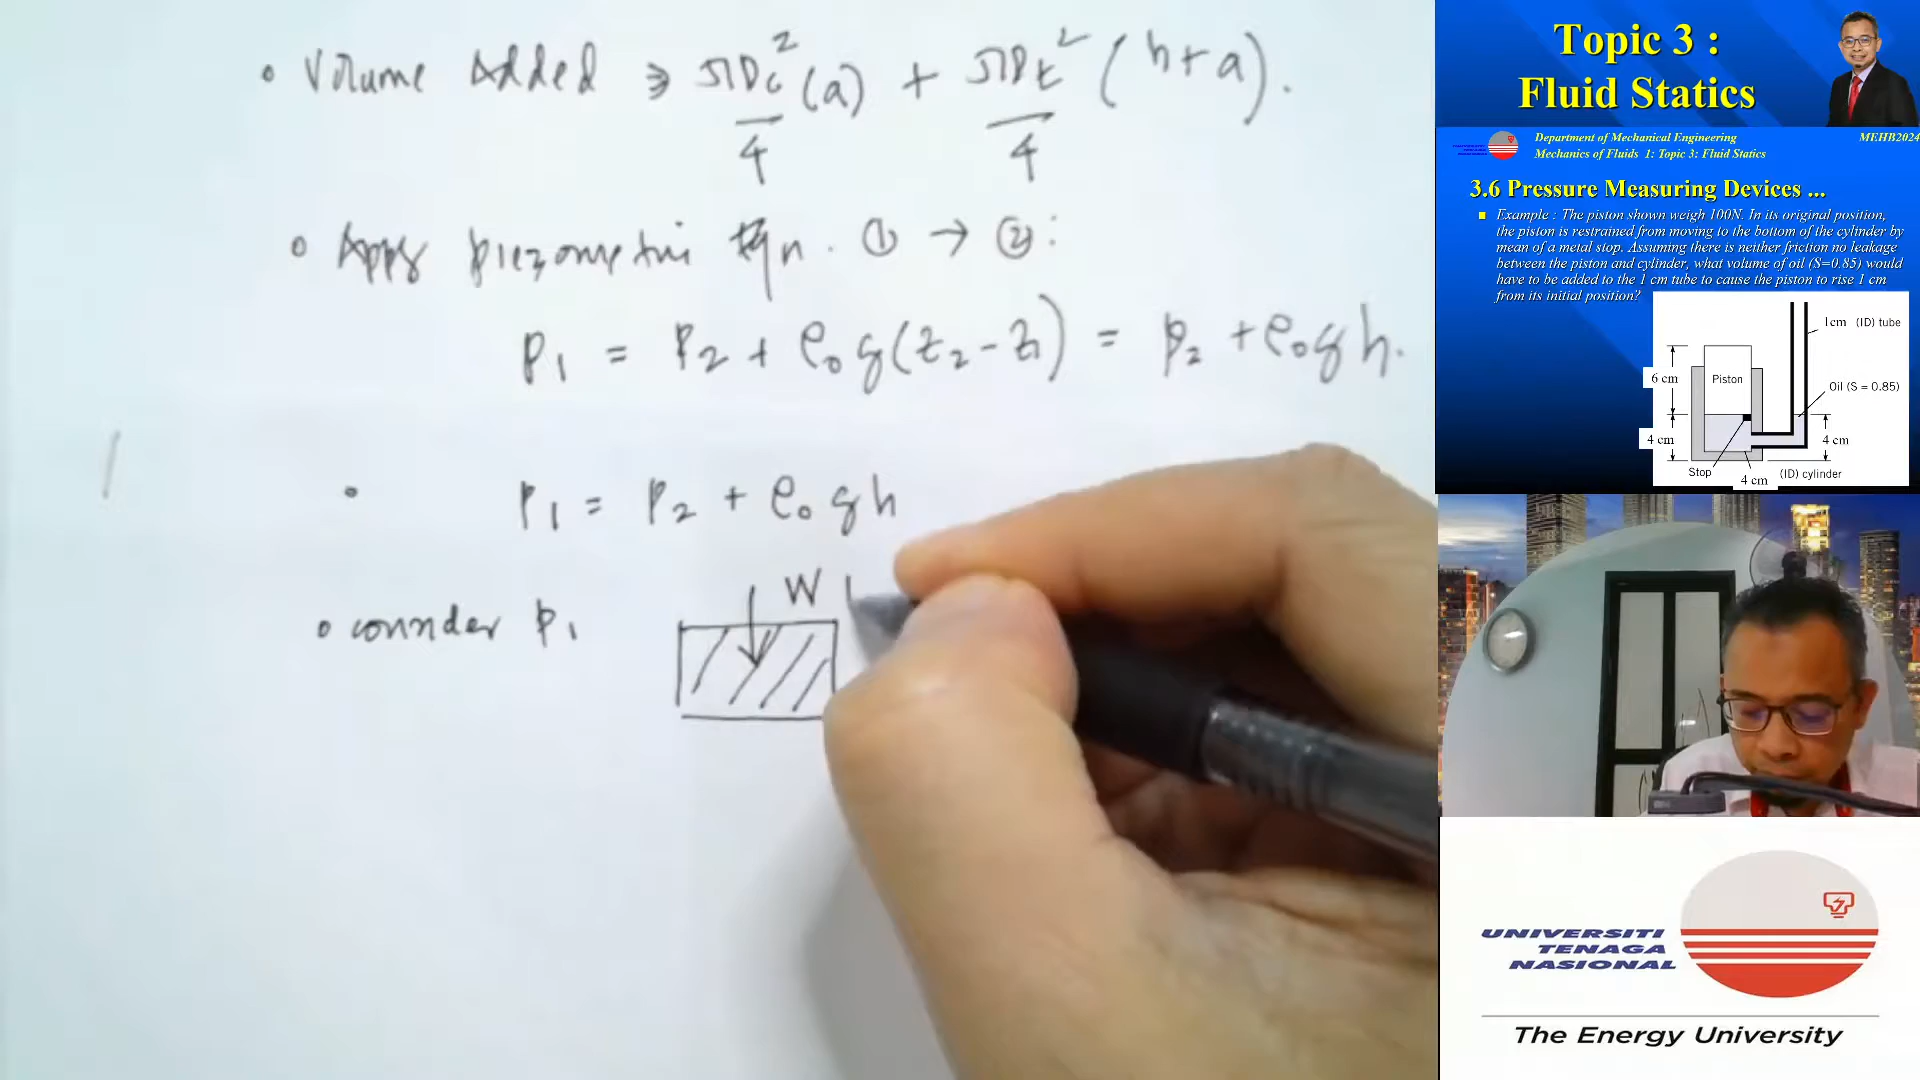 • Volume Added ⇒ πDc²/4 (a) + πDt²/4 (h+a).
• Apply piezometric Eqn. ① → ②:
P₁ = P₂ + ρ₀g(z₂-z₁) = P₂ + ρ₀gh.
• P₁ = P₂ + ρ₀gh
• consider P₁
W
Topic 3 :
Fluid Statics
Department of Mechanical Engineering
MEHB2024
Mechanics of Fluids 1: Topic 3: Fluid Statics
3.6 Pressure Measuring Devices ...
Example : The piston shown weigh 100N. In its original position,
the piston is restrained from moving to the bottom of the cylinder by
mean of a metal stop. Assuming there is neither friction no leakage
between the piston and cylinder, what volume of oil (S=0.85) would
have to be added to the 1 cm tube to cause the piston to rise 1 cm
from its initial position?
1cm (ID) tube
6 cm
Piston
Oil (S = 0.85)
4 cm
4 cm
Stop
4 cm
(ID) cylinder
UNIVERSITI
TENAGA
NASIONAL
The Energy University